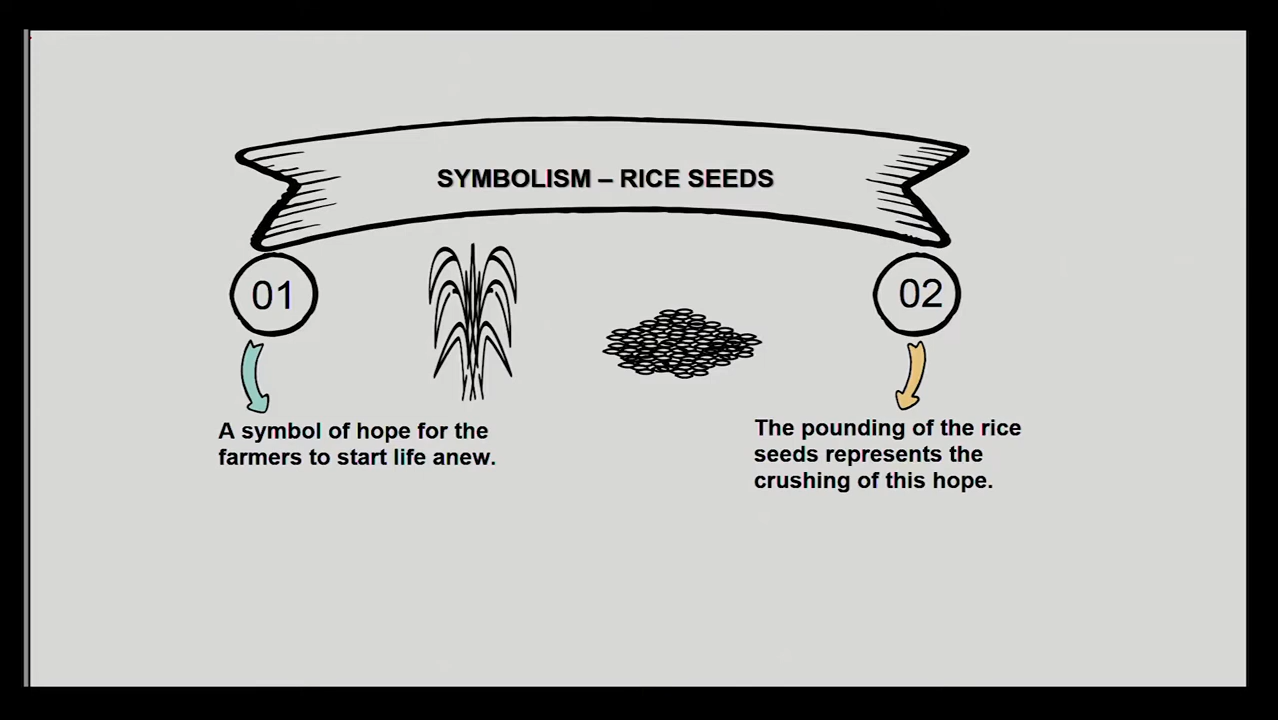 SYMBOLISM – RICE SEEDS
01
02
A symbol of hope for the
farmers to start life anew.
The pounding of the rice
seeds represents the
crushing of this hope.